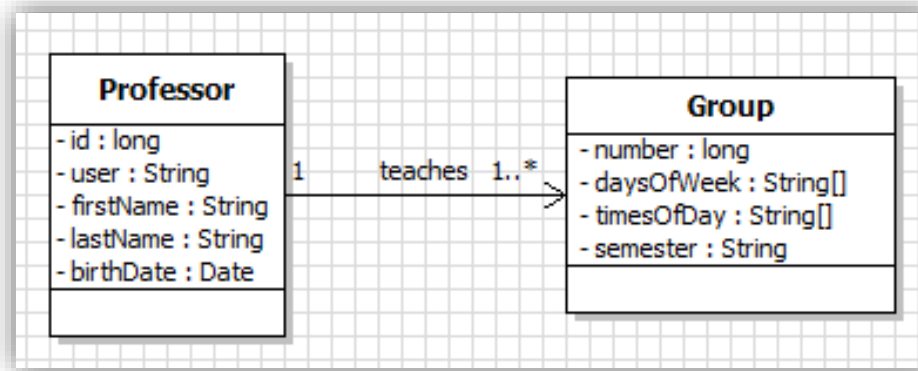 Professor
- id : long
- user : String
- firstName : String
- lastName : String
- birthDate : Date
1 teaches 1..*
Group
- number : long
- daysOfWeek : String[]
- timesOfDay : String[]
- semester : String